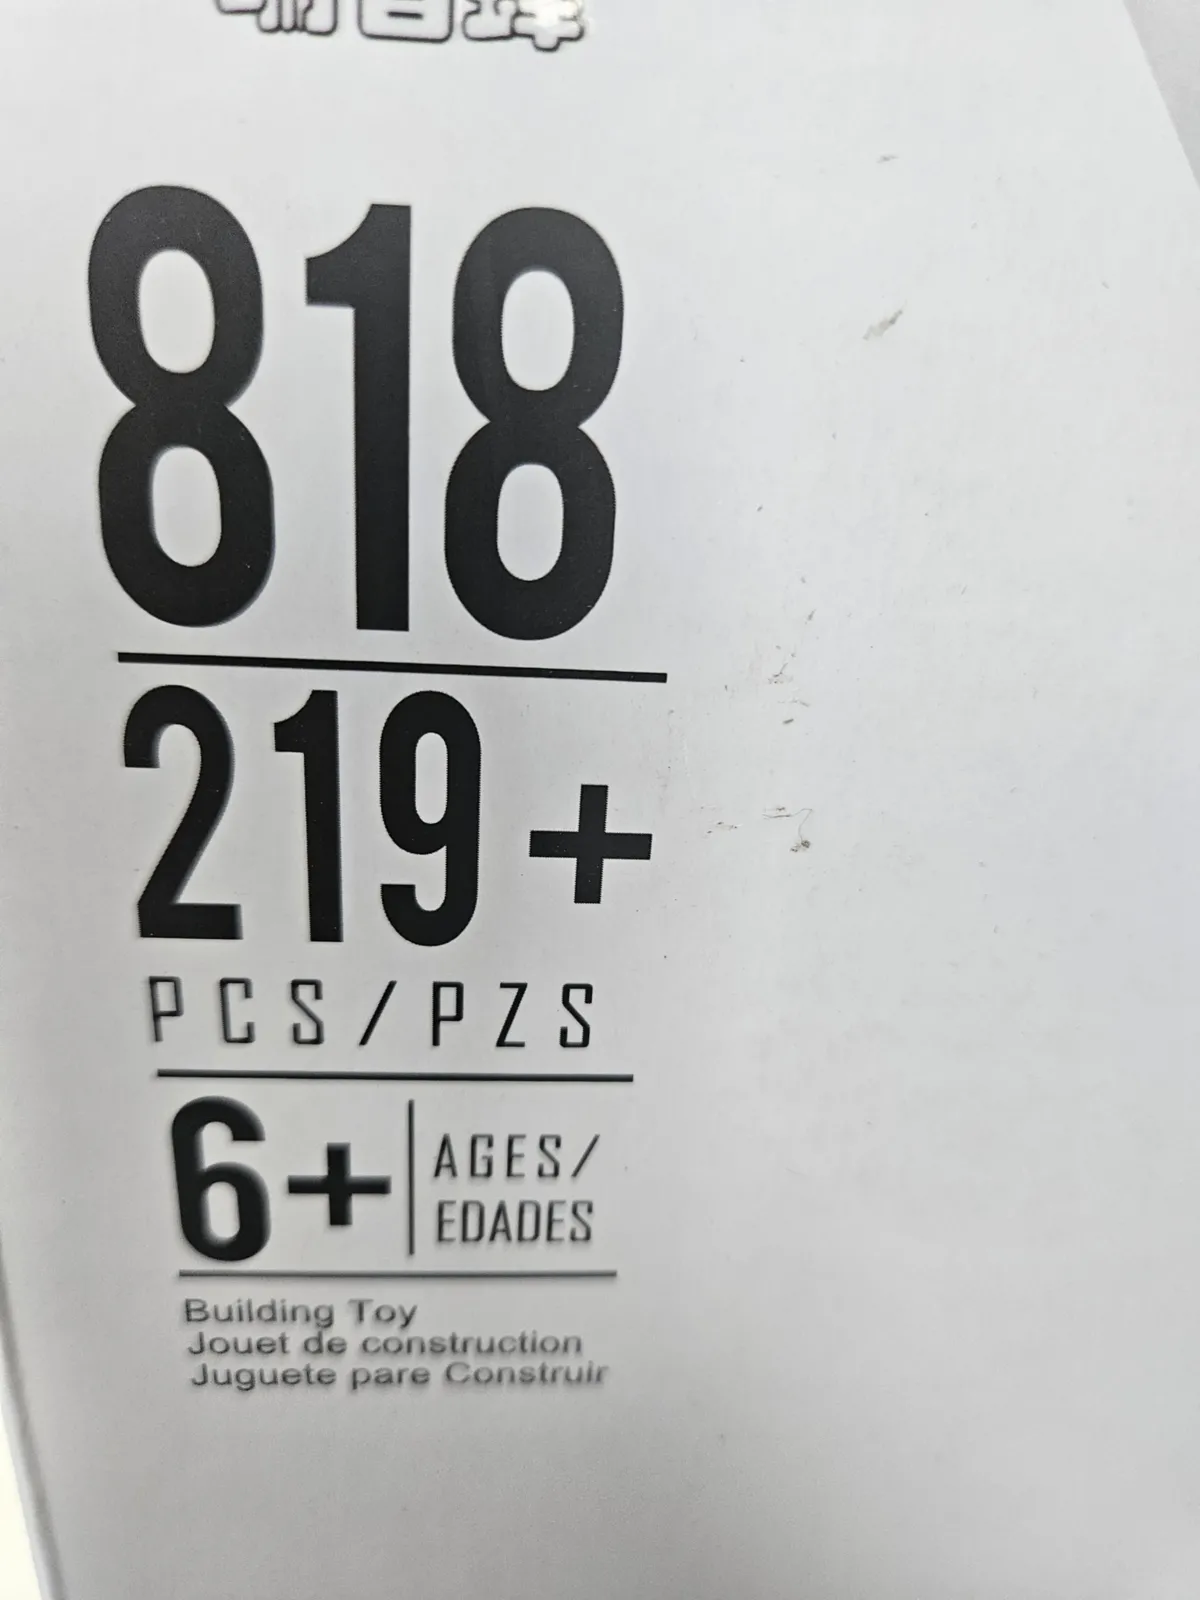 818
219+
PCS/PZS
6+
AGES/
EDADES
Building Toy
Jouet de construction
Juguete pare Construir